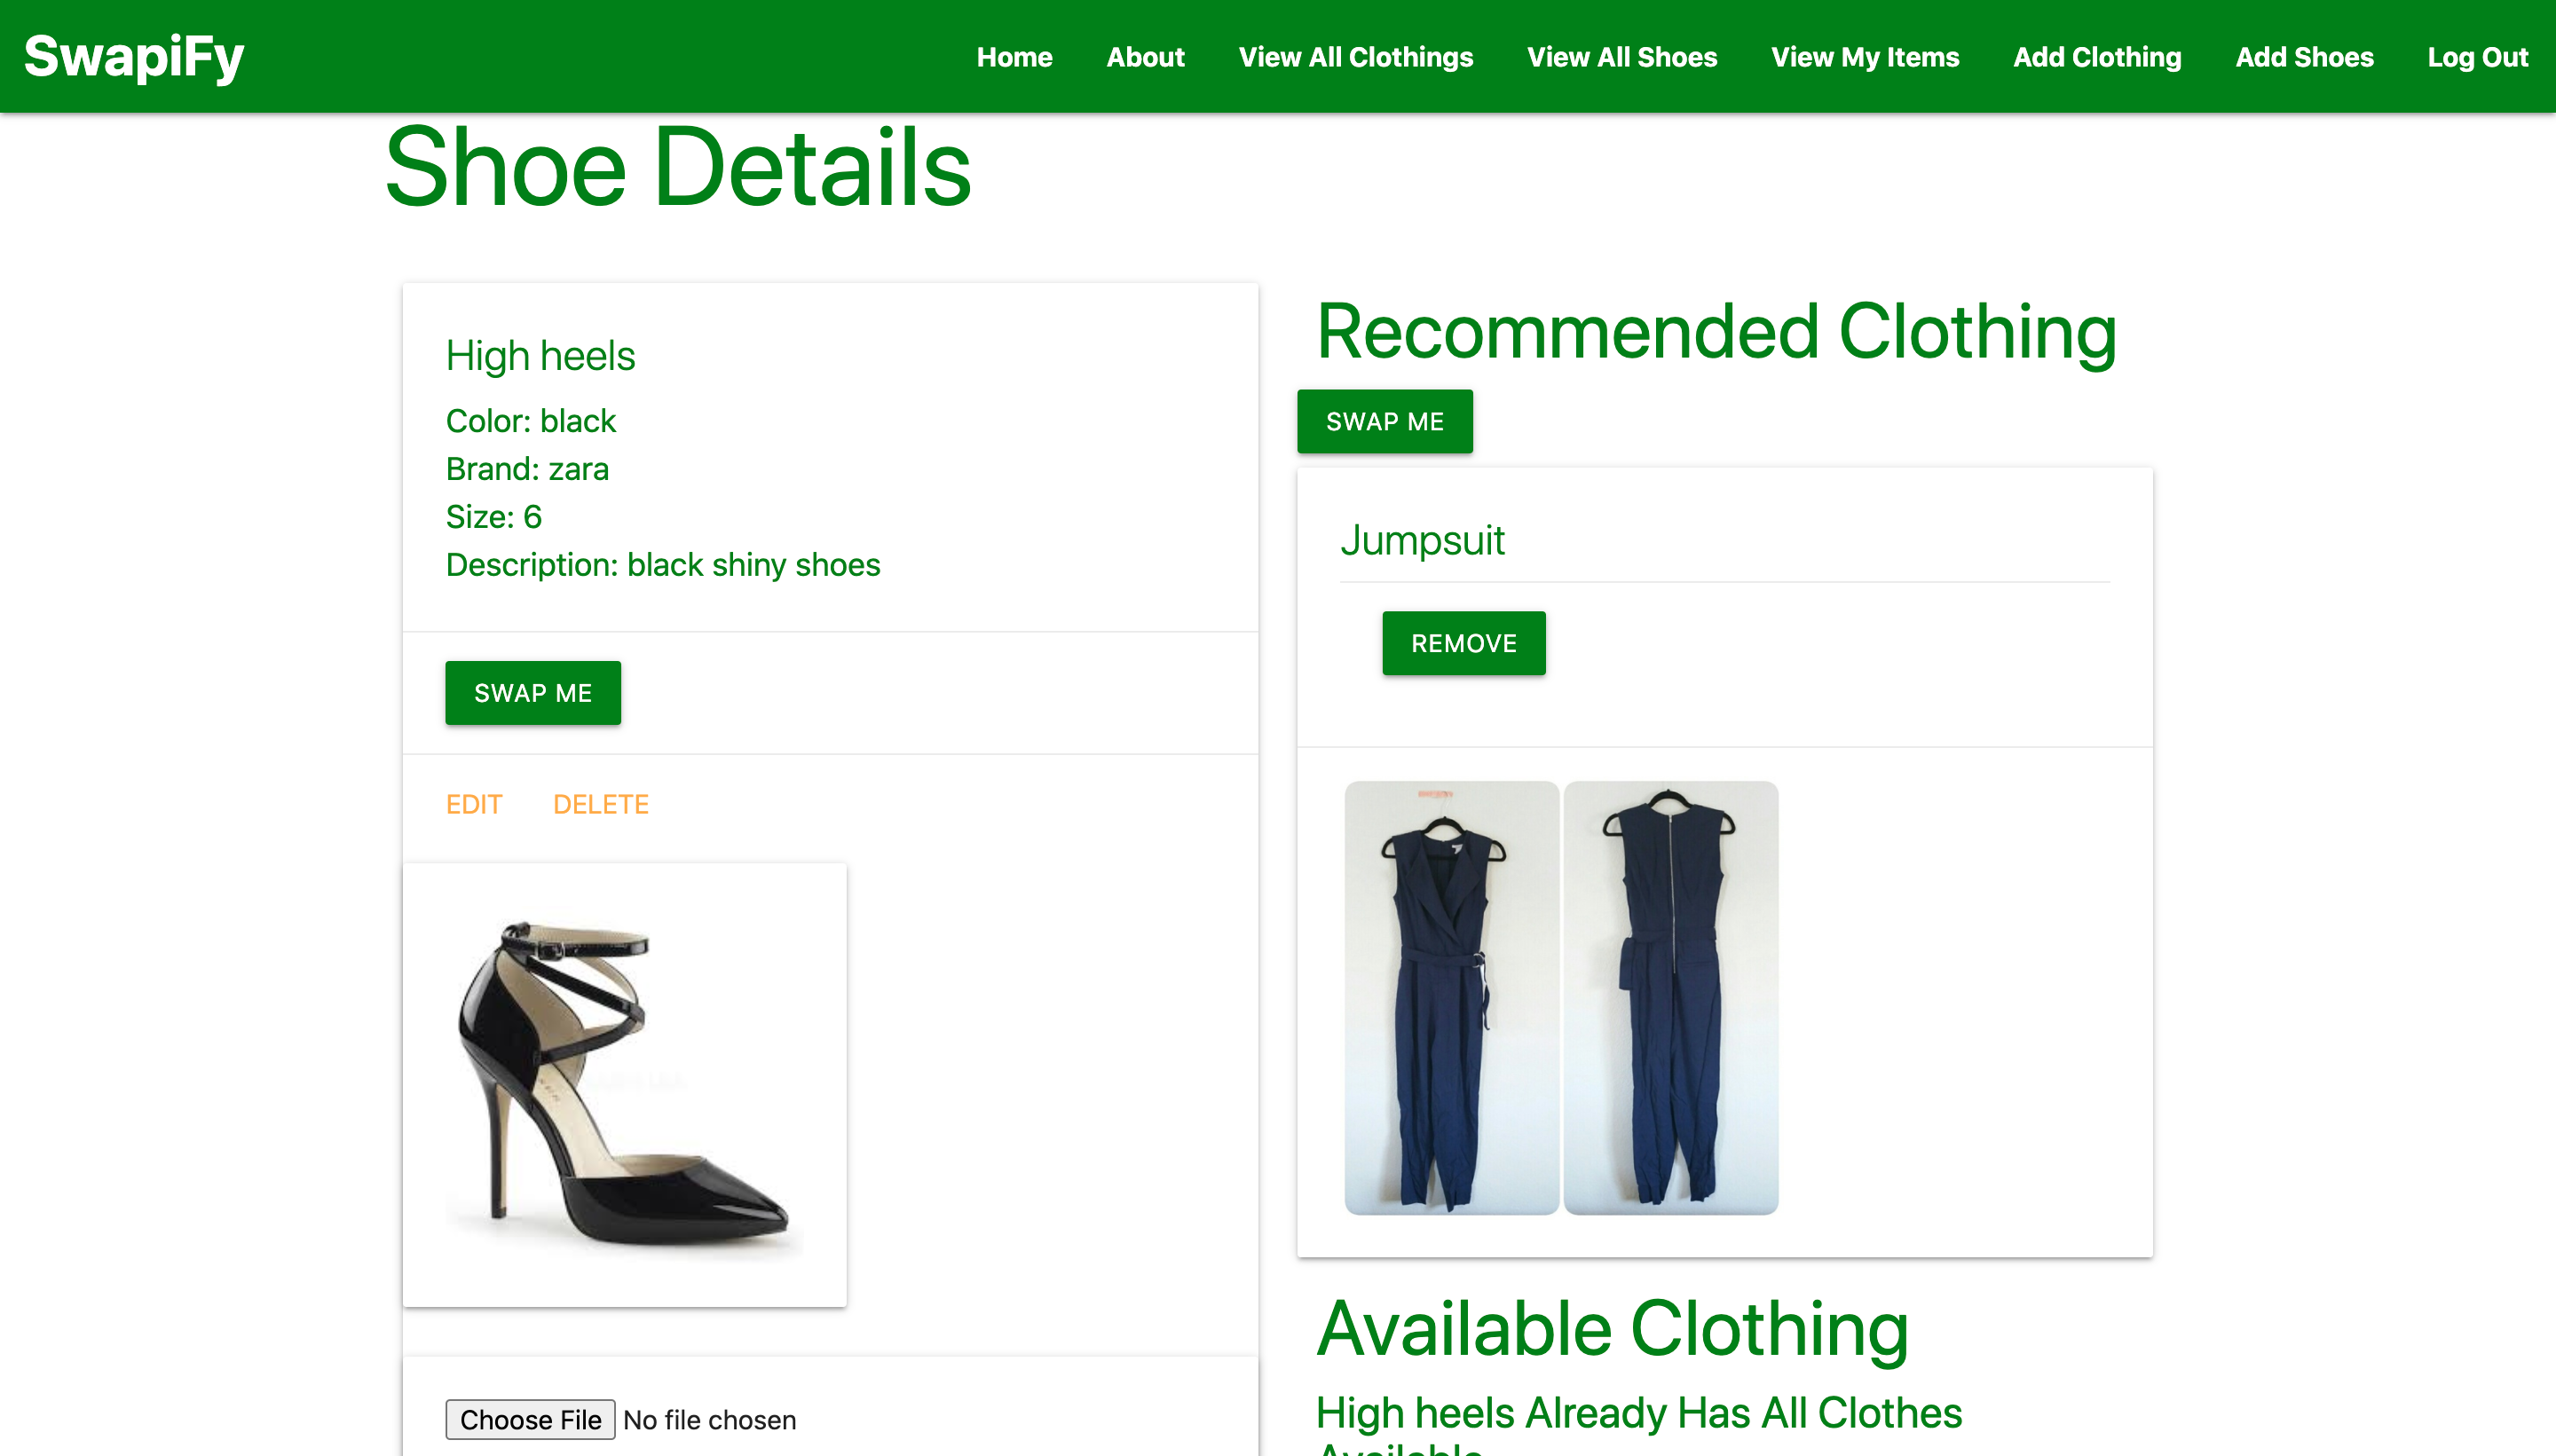 SwapiFy
Home About View All Clothings View All Shoes View My Items Add Clothing Add Shoes Log Out
Shoe Details
High heels
Color: black
Brand: zara
Size: 6
Description: black shiny shoes
SWAP ME
EDIT DELETE
Choose File No file chosen
Recommended Clothing
SWAP ME
Jumpsuit
REMOVE
Available Clothing
High heels Already Has All Clothes
Available